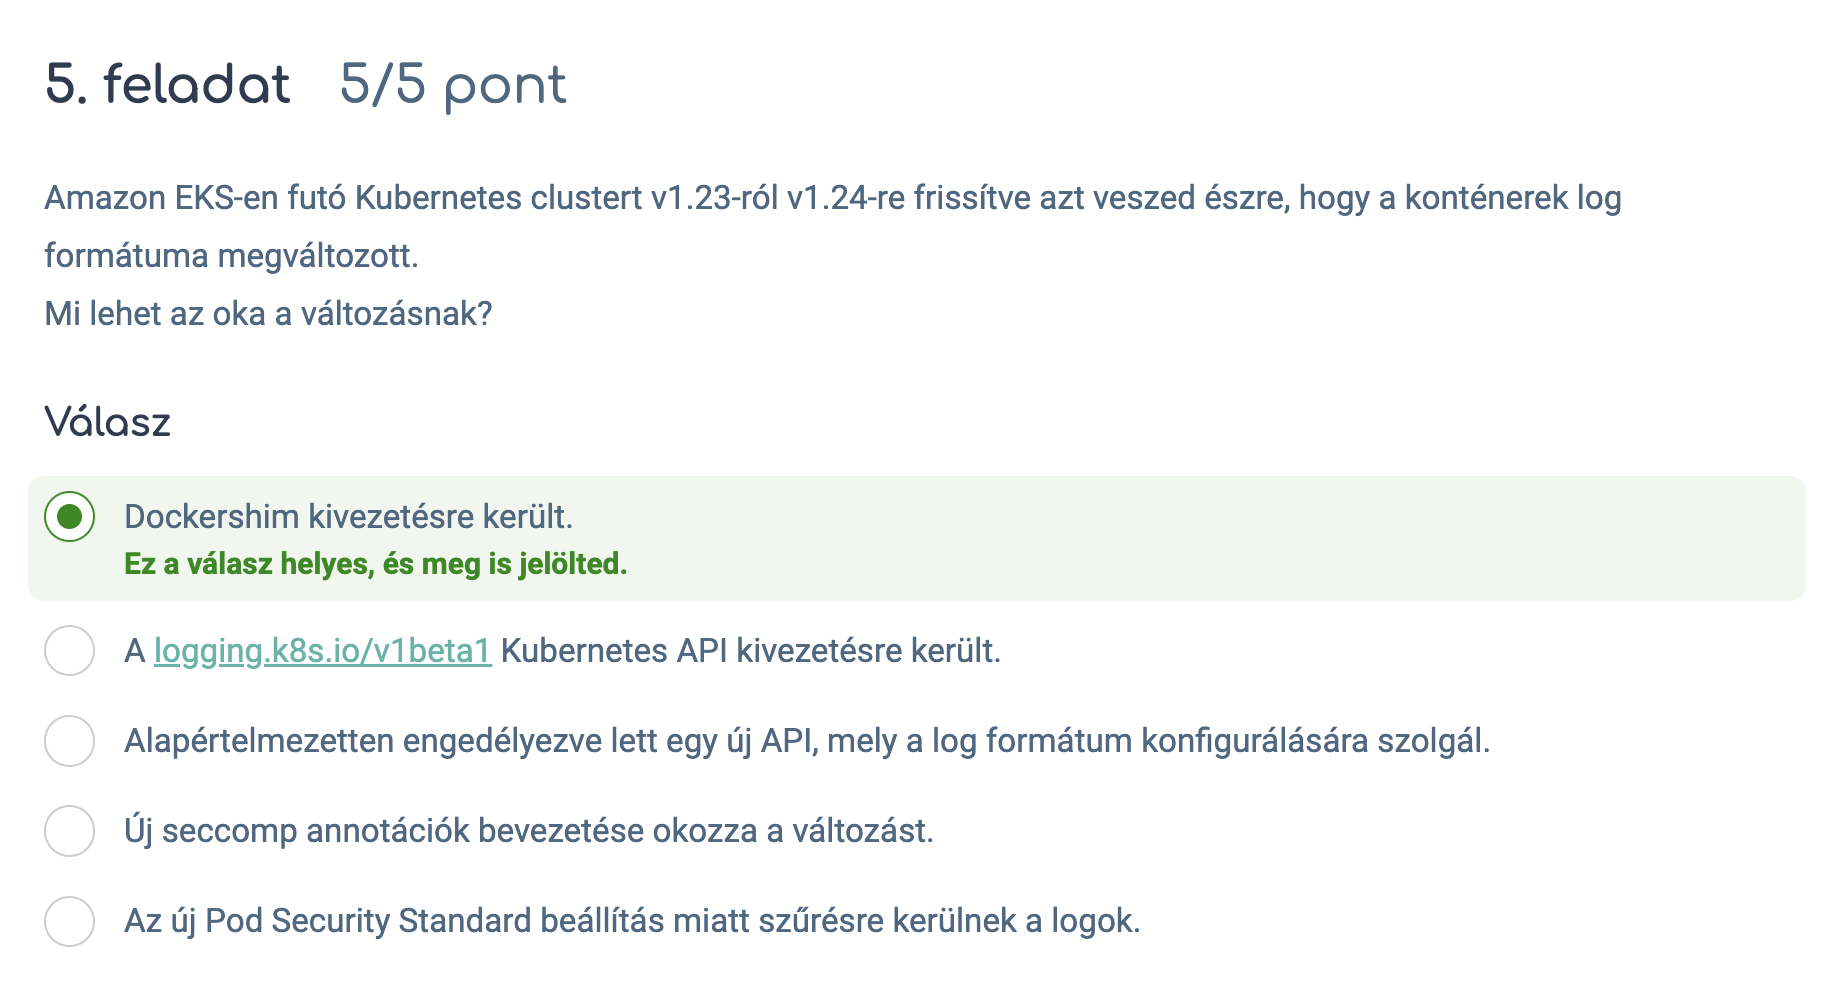 5. feladat 5/5 pont
Amazon EKS-en futó Kubernetes clustert v1.23-ról v1.24-re frissítve azt veszed észre, hogy a konténerek log
formátuma megváltozott.
Mi lehet az oka a változásnak?
Válasz
Dockershim kivezetésre került.
Ez a válasz helyes, és meg is jelölted.
A logging.k8s.io/v1beta1 Kubernetes API kivezetésre került.
Alapértelmezetten engedélyezve lett egy új API, mely a log formátum konfigurálására szolgál.
Új seccomp annotációk bevezetése okozza a változást.
Az új Pod Security Standard beállítás miatt szűrésre kerülnek a logok.